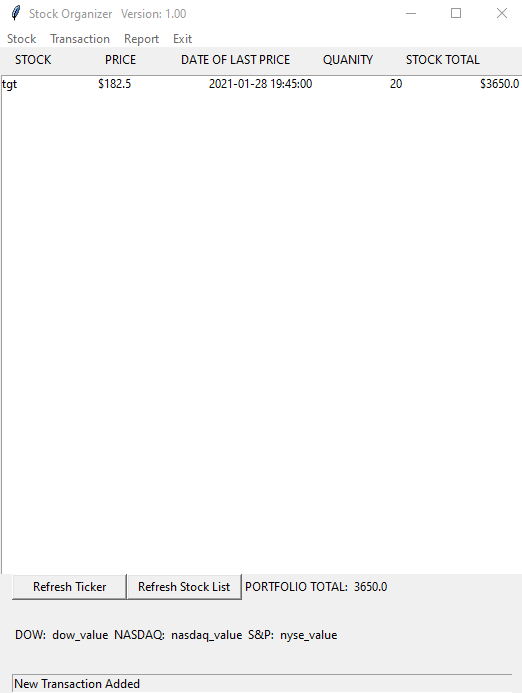 Stock Organizer Version: 1.00
Stock Transaction Report Exit
STOCK PRICE DATE OF LAST PRICE QUANITY STOCK TOTAL
tgt $182.5 2021-01-28 19:45:00 20 $3650.0
Refresh Ticker Refresh Stock List PORTFOLIO TOTAL: 3650.0
DOW: dow_value NASDAQ: nasdaq_value S&P: nyse_value
New Transaction Added